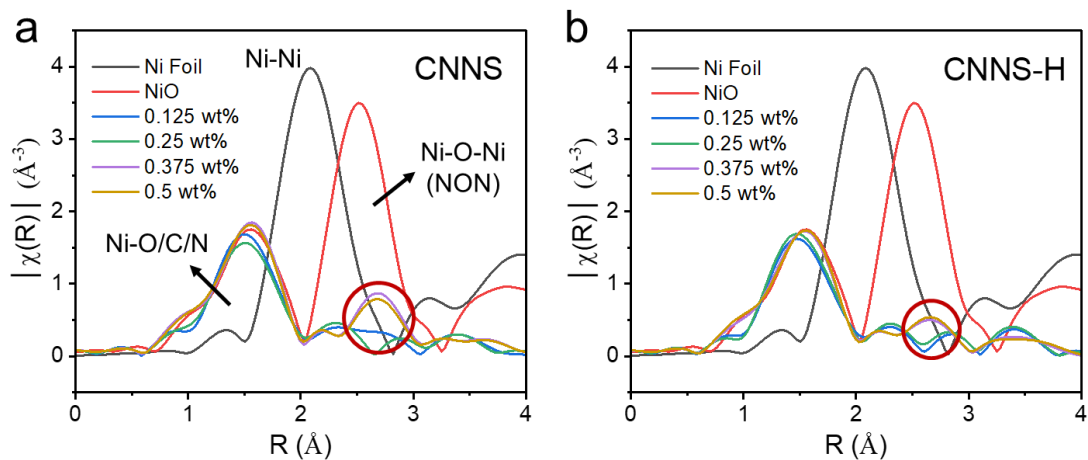 a
CNNS
Ni Foil
NiO
0.125 wt%
0.25 wt%
0.375 wt%
0.5 wt%
Ni-Ni
Ni-O-Ni
(NON)
Ni-O/C/N
|χ(R)| (Å⁻³)
4
3
2
1
0
0
1
2
3
4
R (Å)
b
CNNS-H
Ni Foil
NiO
0.125 wt%
0.25 wt%
0.375 wt%
0.5 wt%
|χ(R)| (Å⁻³)
4
3
2
1
0
0
1
2
3
4
R (Å)